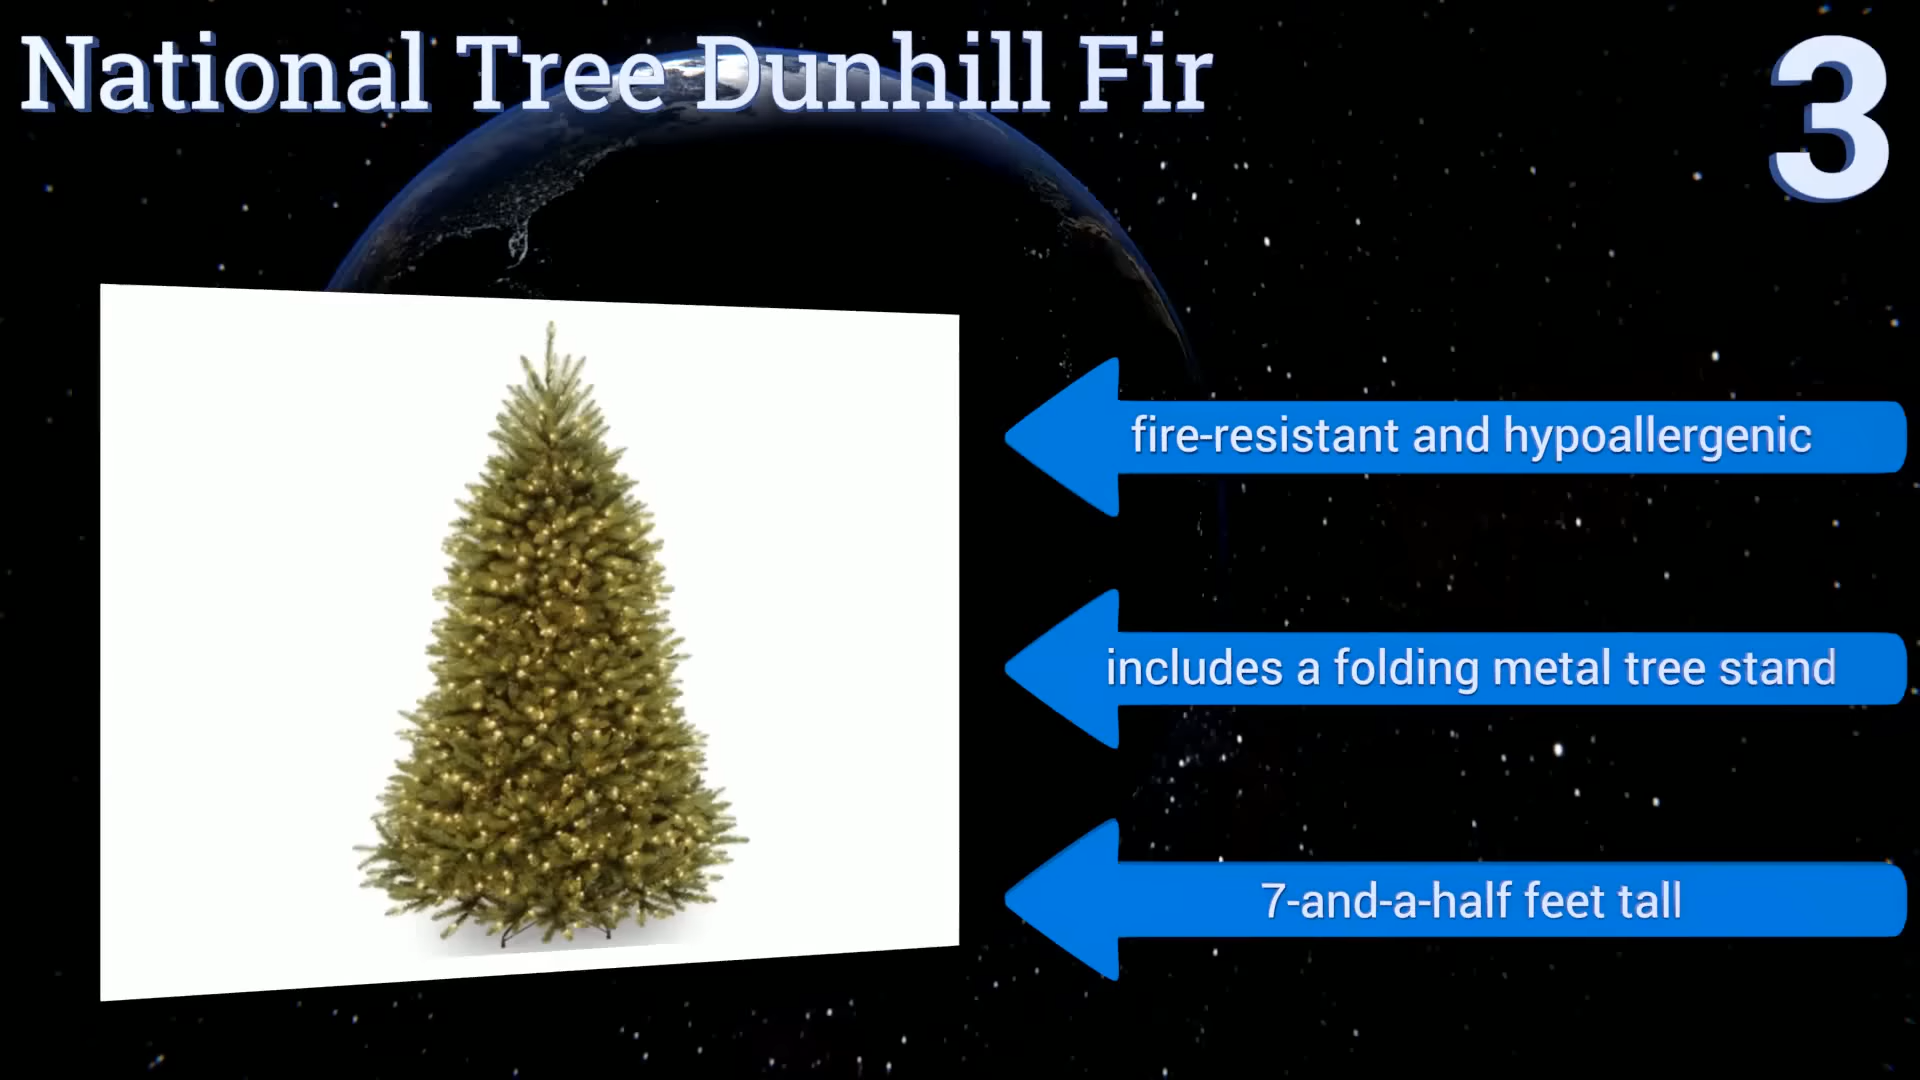 National Tree Dunhill Fir
3
fire-resistant and hypoallergenic
includes a folding metal tree stand
7-and-a-half feet tall